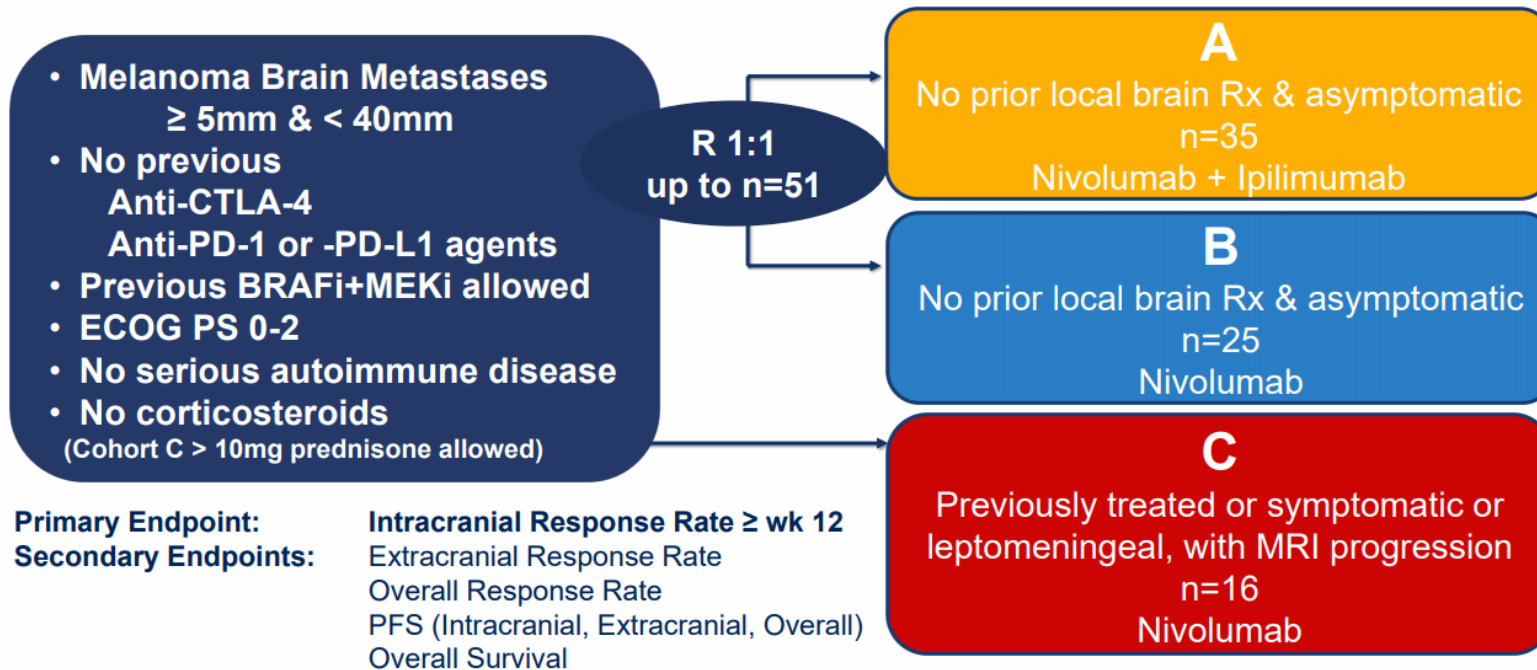 • Melanoma Brain Metastases
≥ 5mm & < 40mm
• No previous
Anti-CTLA-4
Anti-PD-1 or -PD-L1 agents
• Previous BRAFi+MEKi allowed
• ECOG PS 0-2
• No serious autoimmune disease
• No corticosteroids
(Cohort C > 10mg prednisone allowed)
R 1:1
up to n=51
A
No prior local brain Rx & asymptomatic
n=35
Nivolumab + Ipilimumab
B
No prior local brain Rx & asymptomatic
n=25
Nivolumab
C
Previously treated or symptomatic or
leptomeningeal, with MRI progression
n=16
Nivolumab
Primary Endpoint: Intracranial Response Rate ≥ wk 12
Secondary Endpoints: Extracranial Response Rate
Overall Response Rate
PFS (Intracranial, Extracranial, Overall)
Overall Survival